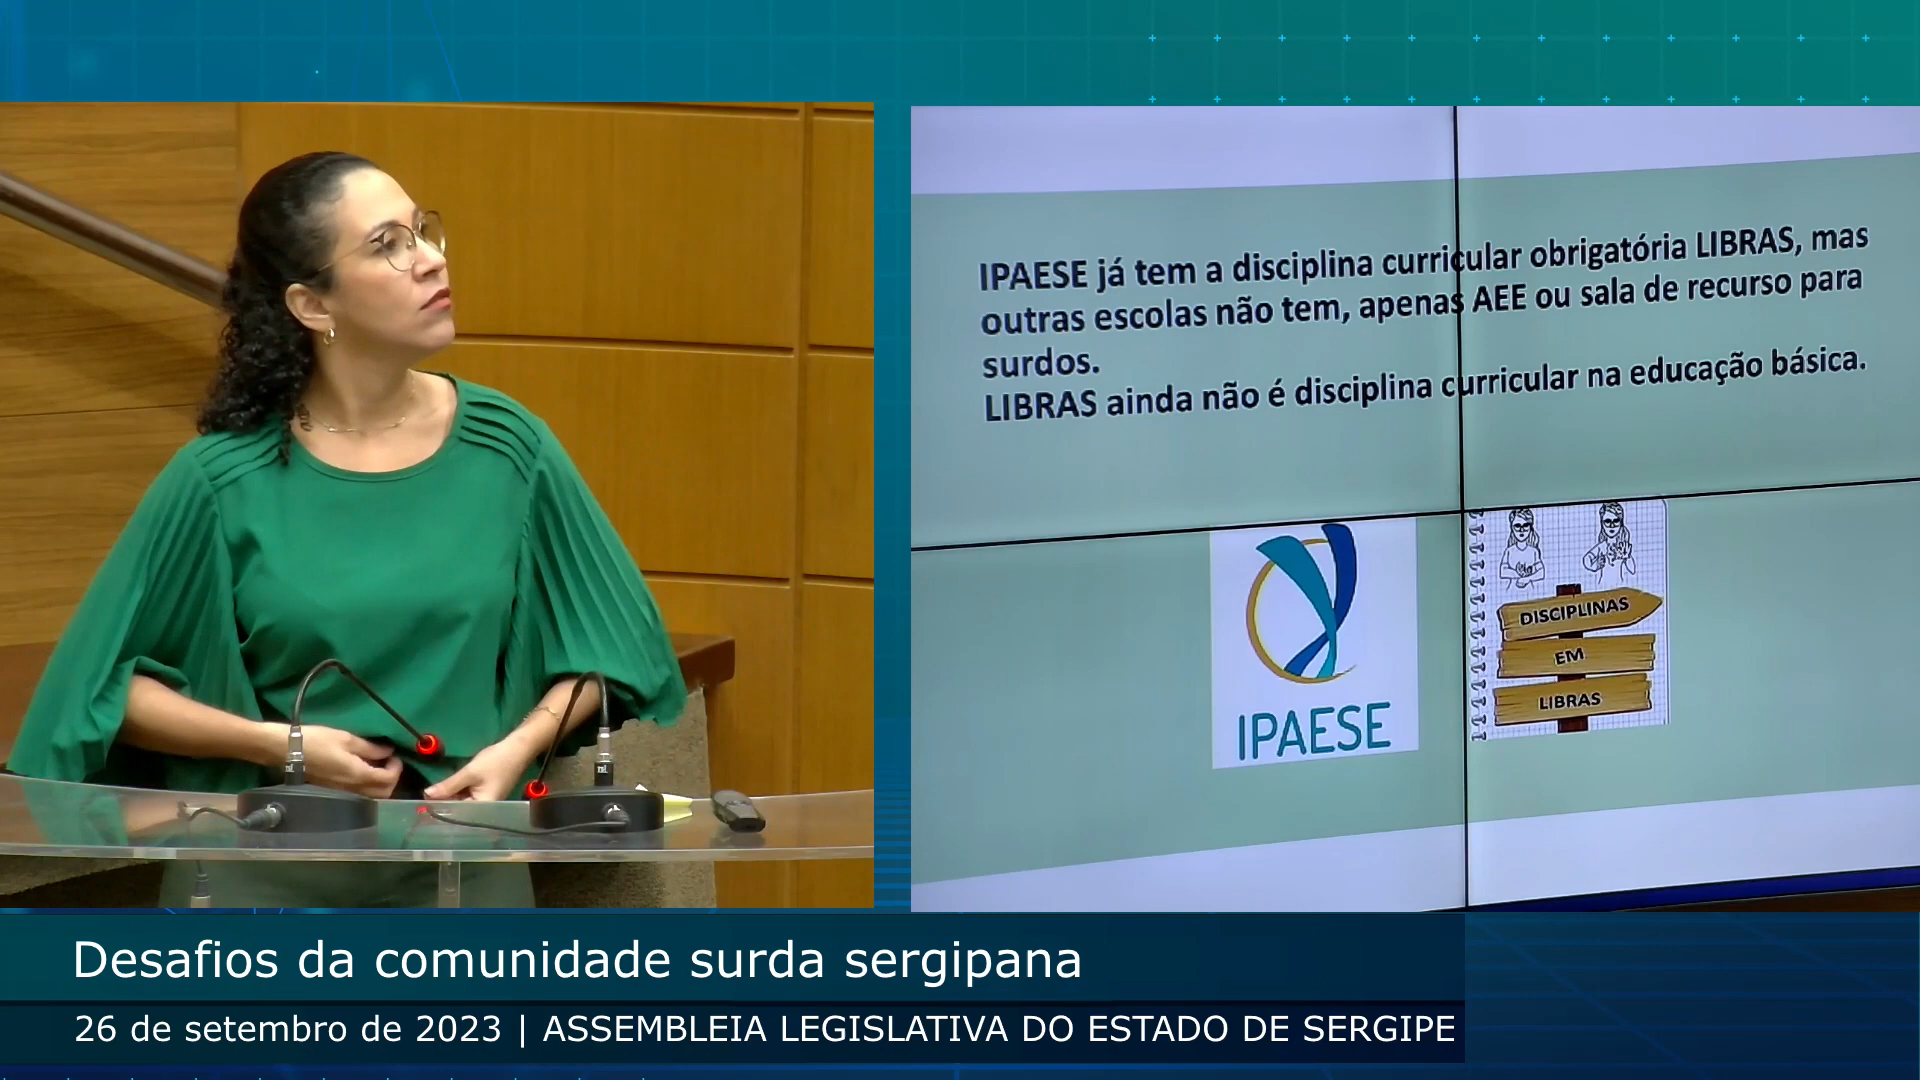 IPAESE já tem a disciplina curricular obrigatória LIBRAS, mas
outras escolas não tem, apenas AEE ou sala de recurso para
surdos.
LIBRAS ainda não é disciplina curricular na educação básica.
IPAESE
DISCIPLINAS
EM
LIBRAS
Desafios da comunidade surda sergipana
26 de setembro de 2023 | ASSEMBLEIA LEGISLATIVA DO ESTADO DE SERGIPE